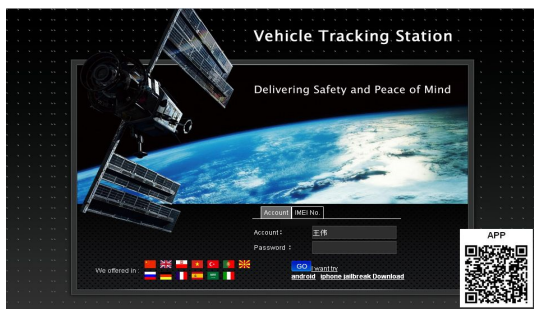 Vehicle Tracking Station
Delivering Safety and Peace of Mind
Account IMEI No.
Account: 王伟
Password :
We offered in :
GO I want try
android iphone jailbreak Download
APP